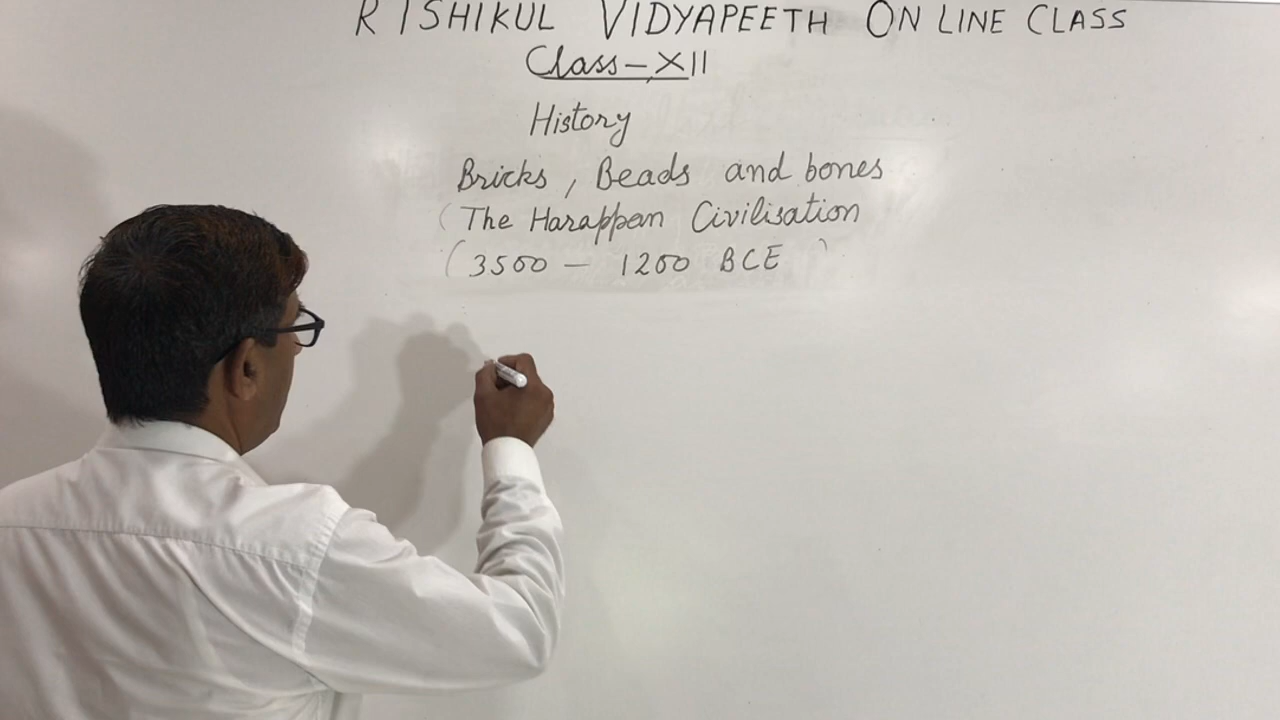 RISHIKUL VIDYAPEETH ON LINE CLASS
Class-XII
History
Bricks, Beads and bones
(The Harappan Civilisation
(3500 - 1200 BCE )